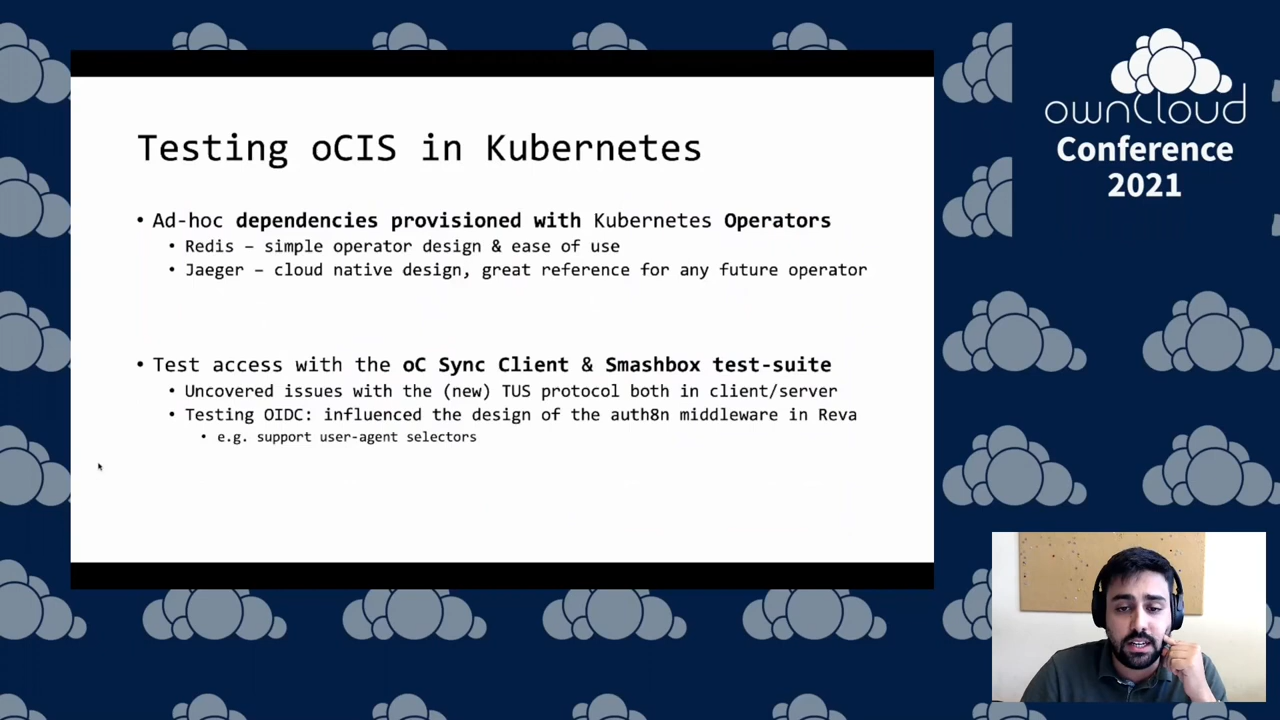 Testing oCIS in Kubernetes
• Ad-hoc dependencies provisioned with Kubernetes Operators
• Redis – simple operator design & ease of use
• Jaeger – cloud native design, great reference for any future operator
• Test access with the oC Sync Client & Smashbox test-suite
• Uncovered issues with the (new) TUS protocol both in client/server
• Testing OIDC: influenced the design of the auth8n middleware in Reva
• e.g. support user-agent selectors
ownCloud
Conference
2021